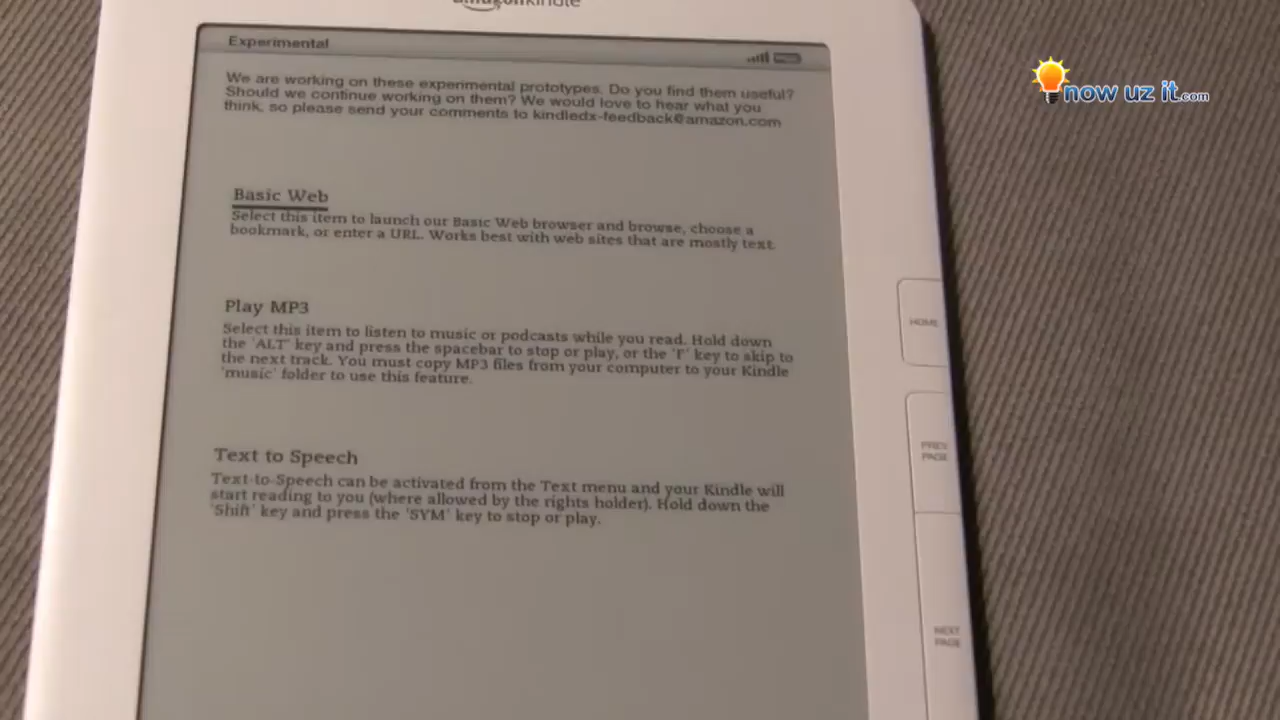 amazonkindle
Experimental
We are working on these experimental prototypes. Do you find them useful?
Should we continue working on them? We would love to hear what you
think, so please send your comments to kindledx-feedback@amazon.com
Basic Web
Select this item to launch our Basic Web browser and browse, choose a
bookmark, or enter a URL. Works best with web sites that are mostly text.
Play MP3
Select this item to listen to music or podcasts while you read. Hold down
the 'ALT' key and press the spacebar to stop or play, or the 'F' key to skip to
the next track. You must copy MP3 files from your computer to your Kindle
'music' folder to use this feature.
Text to Speech
Text-to-Speech can be activated from the Text menu and your Kindle will
start reading to you (where allowed by the rights holder). Hold down the
'Shift' key and press the 'SYM' key to stop or play.
HOME
PREV
PAGE
NEXT
PAGE
now uz it.com